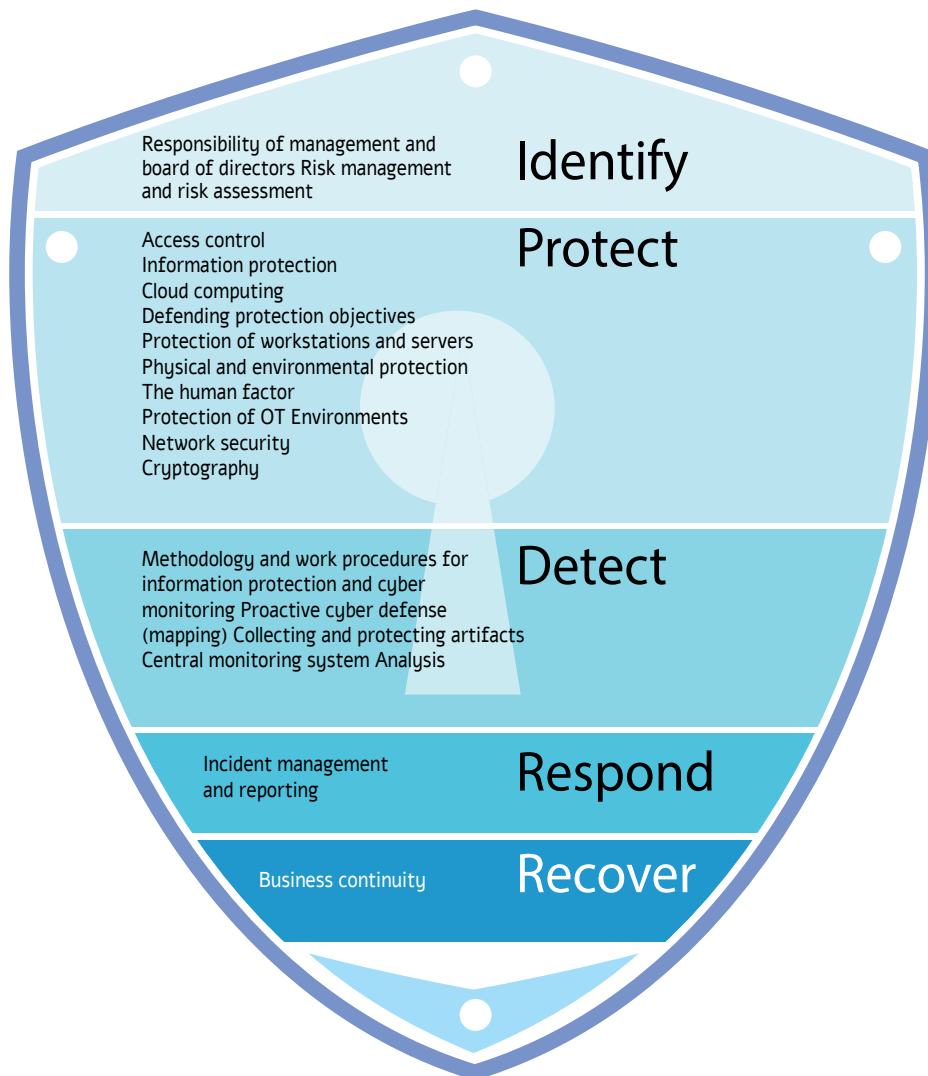 Responsibility of management and
board of directors Risk management
and risk assessment
Identify
Protect
Access control
Information protection
Cloud computing
Defending protection objectives
Protection of workstations and servers
Physical and environmental protection
The human factor
Protection of OT Environments
Network security
Cryptography
Detect
Methodology and work procedures for
information protection and cyber
monitoring Proactive cyber defense
(mapping) Collecting and protecting artifacts
Central monitoring system Analysis
Respond
Incident management
and reporting
Recover
Business continuity